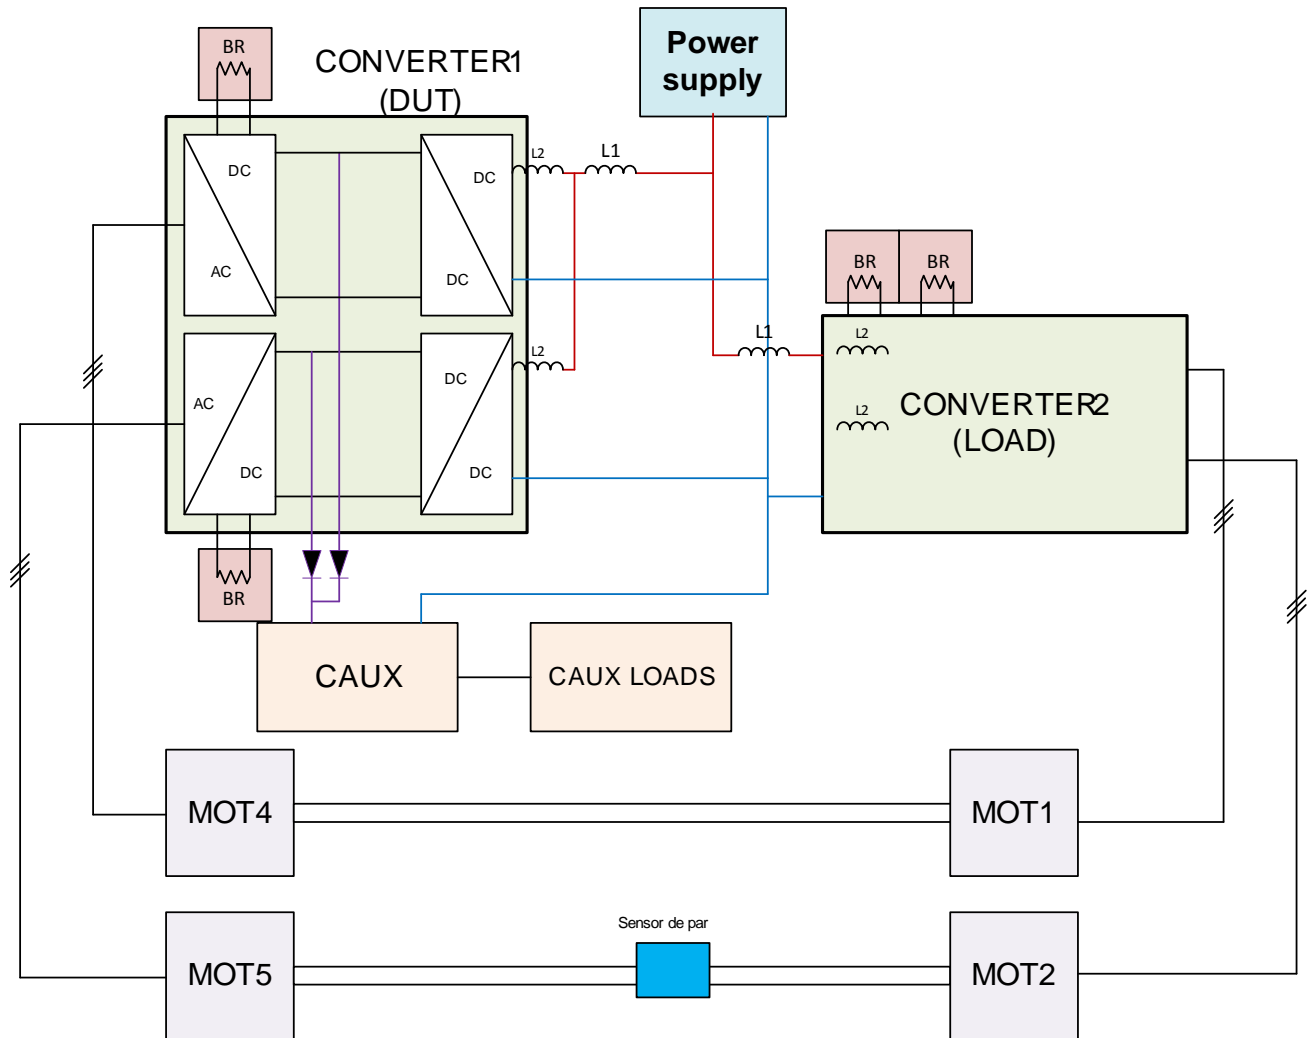 BR
CONVERTER1
(DUT)
Power
supply
DC
AC
DC
DC
L2
L1
BR
BR
AC
DC
DC
DC
L2
L1
L2
L2
CONVERTER2
(LOAD)
BR
CAUX
CAUX LOADS
MOT4
MOT1
Sensor de par
MOT5
MOT2